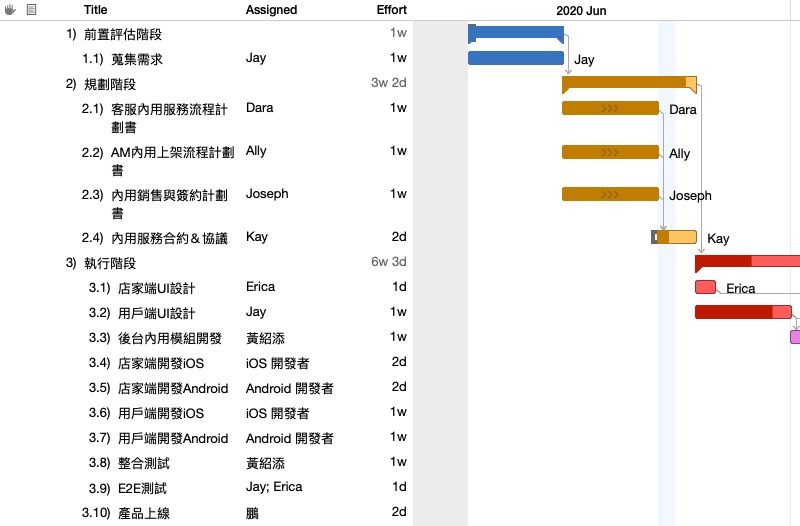 Title Assigned Effort 2020 Jun
1) 前置評估階段 1w
1.1) 蒐集需求 Jay 1w Jay
2) 規劃階段 3w 2d
2.1) 客服內用服務流程計 Dara 1w Dara
劃書
2.2) AM內用上架流程計劃 Ally 1w Ally
書
2.3) 內用銷售與簽約計劃 Joseph 1w Joseph
書
2.4) 內用服務合約＆協議 Kay 2d Kay
3) 執行階段 6w 3d
3.1) 店家端UI設計 Erica 1d Erica
3.2) 用戶端UI設計 Jay 1w
3.3) 後台內用模組開發 黃紹添 1w
3.4) 店家端開發iOS iOS 開發者 2d
3.5) 店家端開發Android Android 開發者 2d
3.6) 用戶端開發iOS iOS 開發者 1w
3.7) 用戶端開發Android Android 開發者 1w
3.8) 整合測試 黃紹添 1w
3.9) E2E測試 Jay; Erica 1d
3.10) 產品上線 鵬 2d